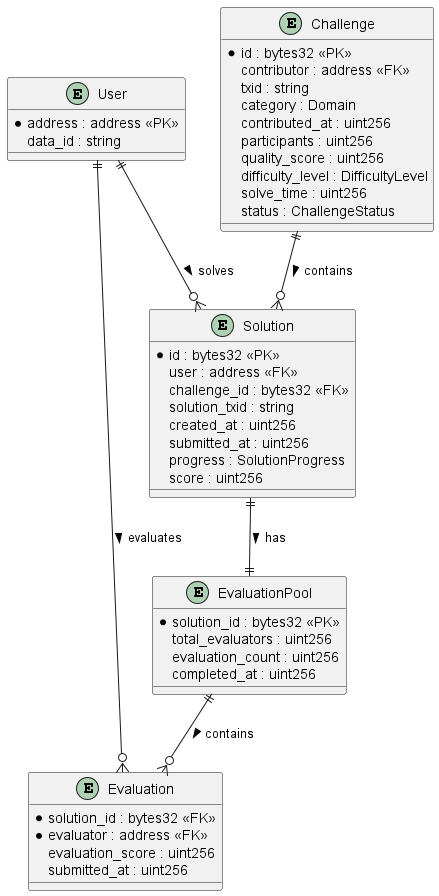 E Challenge
id : bytes32 «PK»
contributor : address «FK»
txid : string
category : Domain
contributed_at : uint256
participants : uint256
quality_score : uint256
difficulty_level : DifficultyLevel
solve_time : uint256
status : ChallengeStatus
E User
address : address «PK»
data_id : string
solves
contains
E Solution
id : bytes32 «PK»
user : address «FK»
challenge_id : bytes32 «FK»
solution_txid : string
created_at : uint256
submitted_at : uint256
progress : SolutionProgress
score : uint256
evaluates
has
E EvaluationPool
solution_id : bytes32 «PK»
total_evaluators : uint256
evaluation_count : uint256
completed_at : uint256
contains
E Evaluation
solution_id : bytes32 «FK»
evaluator : address «FK»
evaluation_score : uint256
submitted_at : uint256